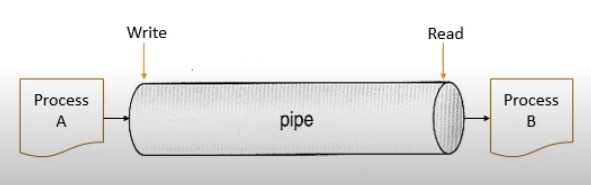 Write
Read
Process
A
pipe
Process
B